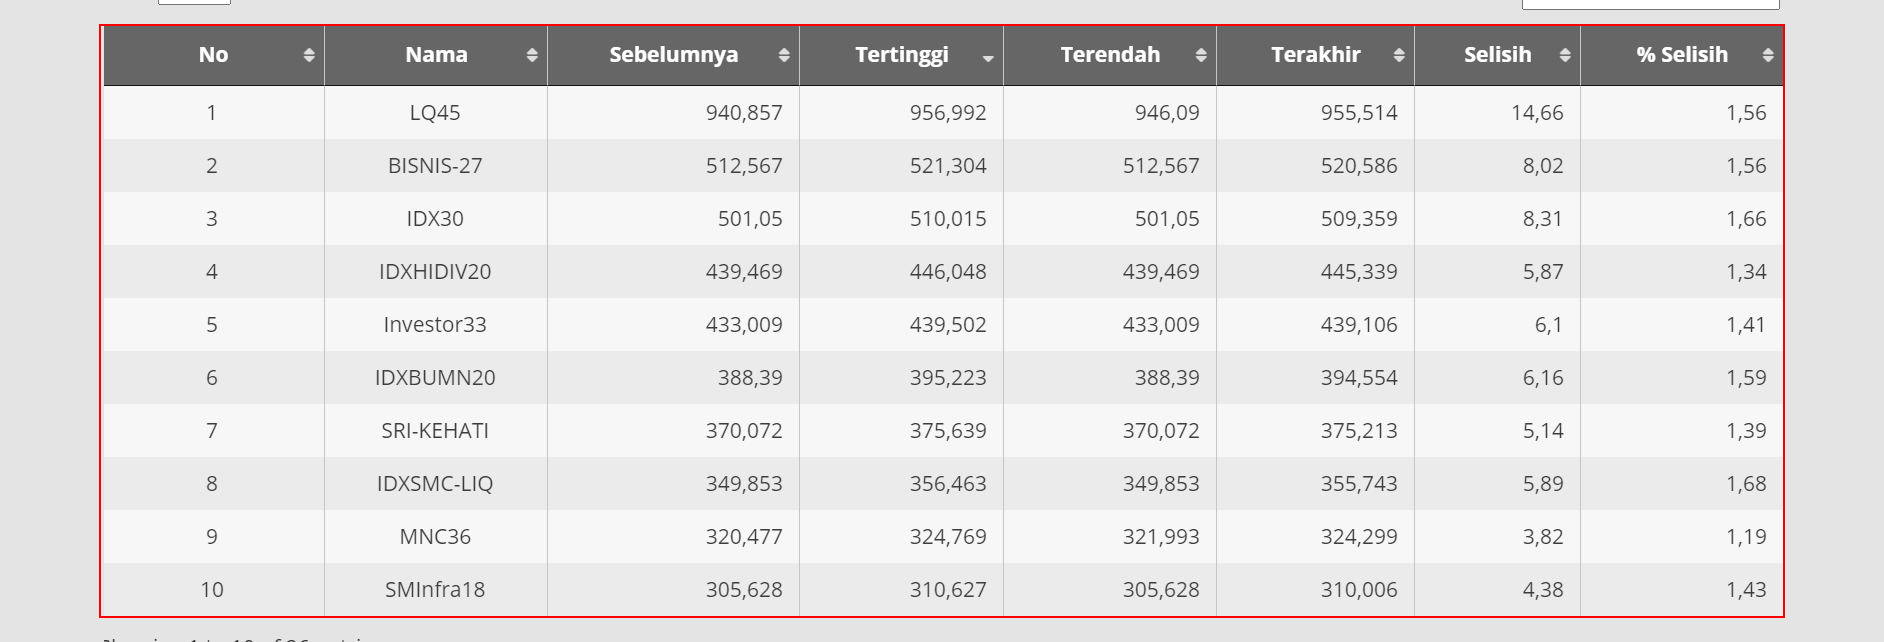 No Nama Sebelumnya Tertinggi Terendah Terakhir Selisih % Selisih
1 LQ45 940,857 956,992 946,09 955,514 14,66 1,56
2 BISNIS-27 512,567 521,304 512,567 520,586 8,02 1,56
3 IDX30 501,05 510,015 501,05 509,359 8,31 1,66
4 IDXHIDIV20 439,469 446,048 439,469 445,339 5,87 1,34
5 Investor33 433,009 439,502 433,009 439,106 6,1 1,41
6 IDXBUMN20 388,39 395,223 388,39 394,554 6,16 1,59
7 SRI-KEHATI 370,072 375,639 370,072 375,213 5,14 1,39
8 IDXSMC-LIQ 349,853 356,463 349,853 355,743 5,89 1,68
9 MNC36 320,477 324,769 321,993 324,299 3,82 1,19
10 SMInfra18 305,628 310,627 305,628 310,006 4,38 1,43